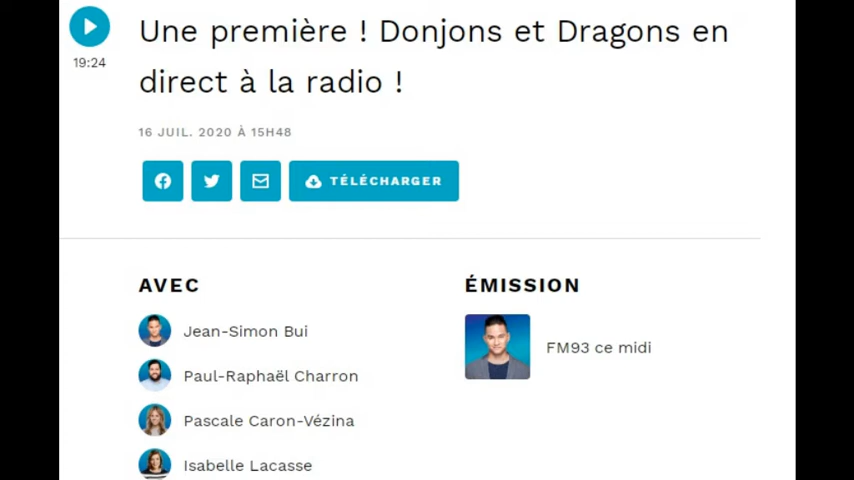 Une première ! Donjons et Dragons en
direct à la radio !
19:24
16 JUIL. 2020 À 15H48
TÉLÉCHARGER
AVEC
Jean-Simon Bui
Paul-Raphaël Charron
Pascale Caron-Vézina
Isabelle Lacasse
ÉMISSION
FM93 ce midi